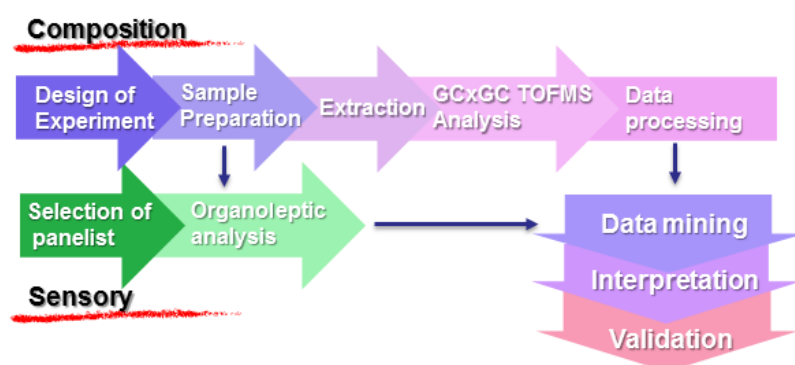 Composition
Design of
Experiment
Sample
Preparation
Extraction
GCxGC TOFMS
Analysis
Data
processing
Selection of
panelist
Organoleptic
analysis
Data mining
Interpretation
Validation
Sensory